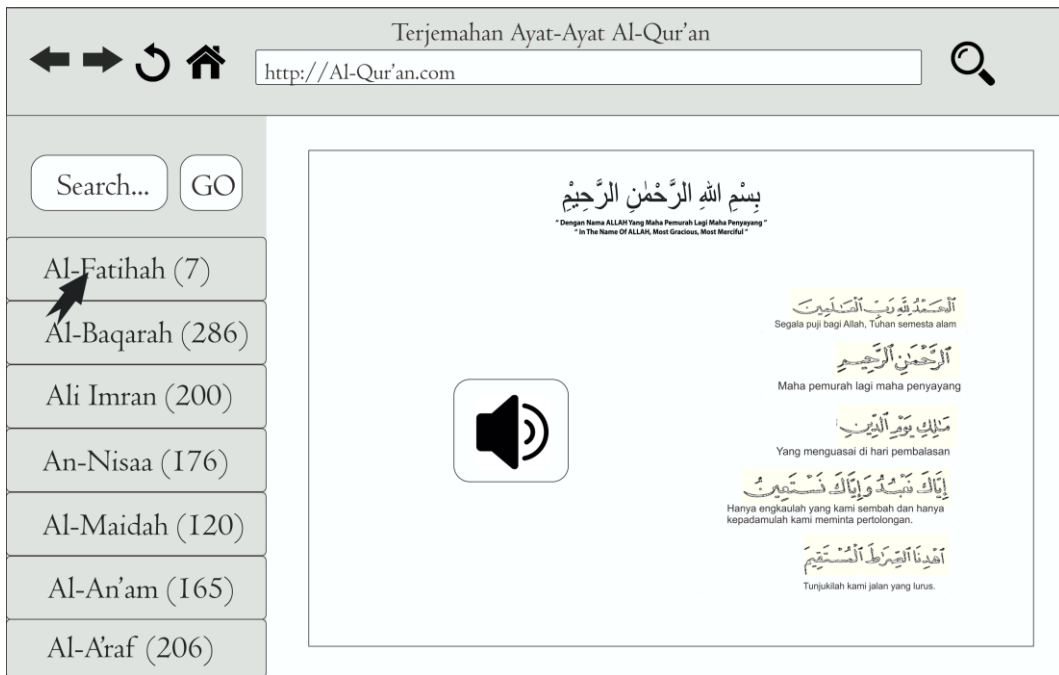 Terjemahan Ayat-Ayat Al-Qur'an
http://Al-Qur'an.com
Search... GO
Al-Fatihah (7)
Al-Baqarah (286)
Ali Imran (200)
An-Nisaa (176)
Al-Maidah (120)
Al-An'am (165)
Al-A'raf (206)
بِسْمِ اللهِ الرَّحْمٰنِ الرَّحِيْمِ
" Dengan Nama ALLAH Yang Maha Pemurah Lagi Maha Penyayang "
" In The Name Of ALLAH, Most Gracious, Most Merciful "
ٱلْحَمْدُ لِلَّهِ رَبِّ ٱلْعَـٰلَمِينَ
Segala puji bagi Allah, Tuhan semesta alam
ٱلرَّحْمَـٰنِ ٱلرَّحِيمِ
Maha pemurah lagi maha penyayang
مَـٰلِكِ يَوْمِ ٱلدِّينِ
Yang menguasai di hari pembalasan
إِيَّاكَ نَعْبُدُ وَإِيَّاكَ نَسْتَعِينُ
Hanya engkaulah yang kami sembah dan hanya
kepadamulah kami meminta pertolongan.
ٱهْدِنَا ٱلصِّرَٰطَ ٱلْمُسْتَقِيمَ
Tunjukilah kami jalan yang lurus.